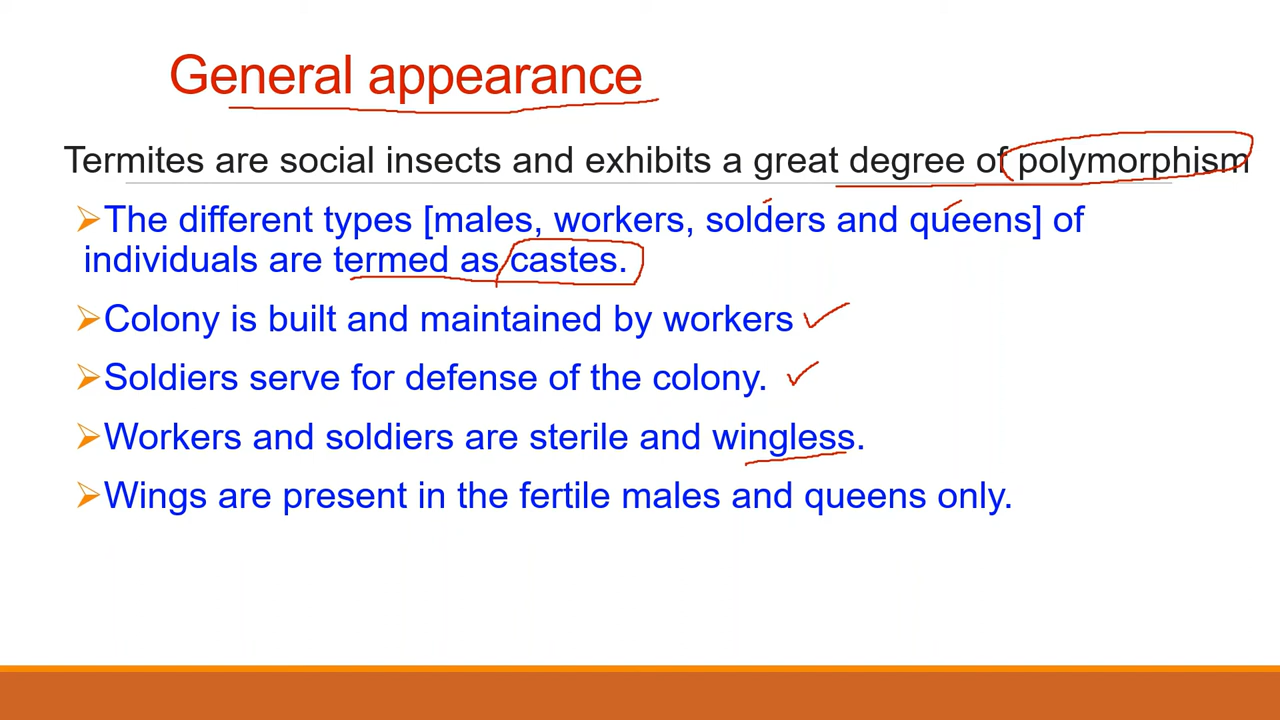 General appearance
Termites are social insects and exhibits a great degree of polymorphism
➢The different types [males, workers, solders and queens] of
individuals are termed as castes.
➢Colony is built and maintained by workers
➢Soldiers serve for defense of the colony.
➢Workers and soldiers are sterile and wingless.
➢Wings are present in the fertile males and queens only.